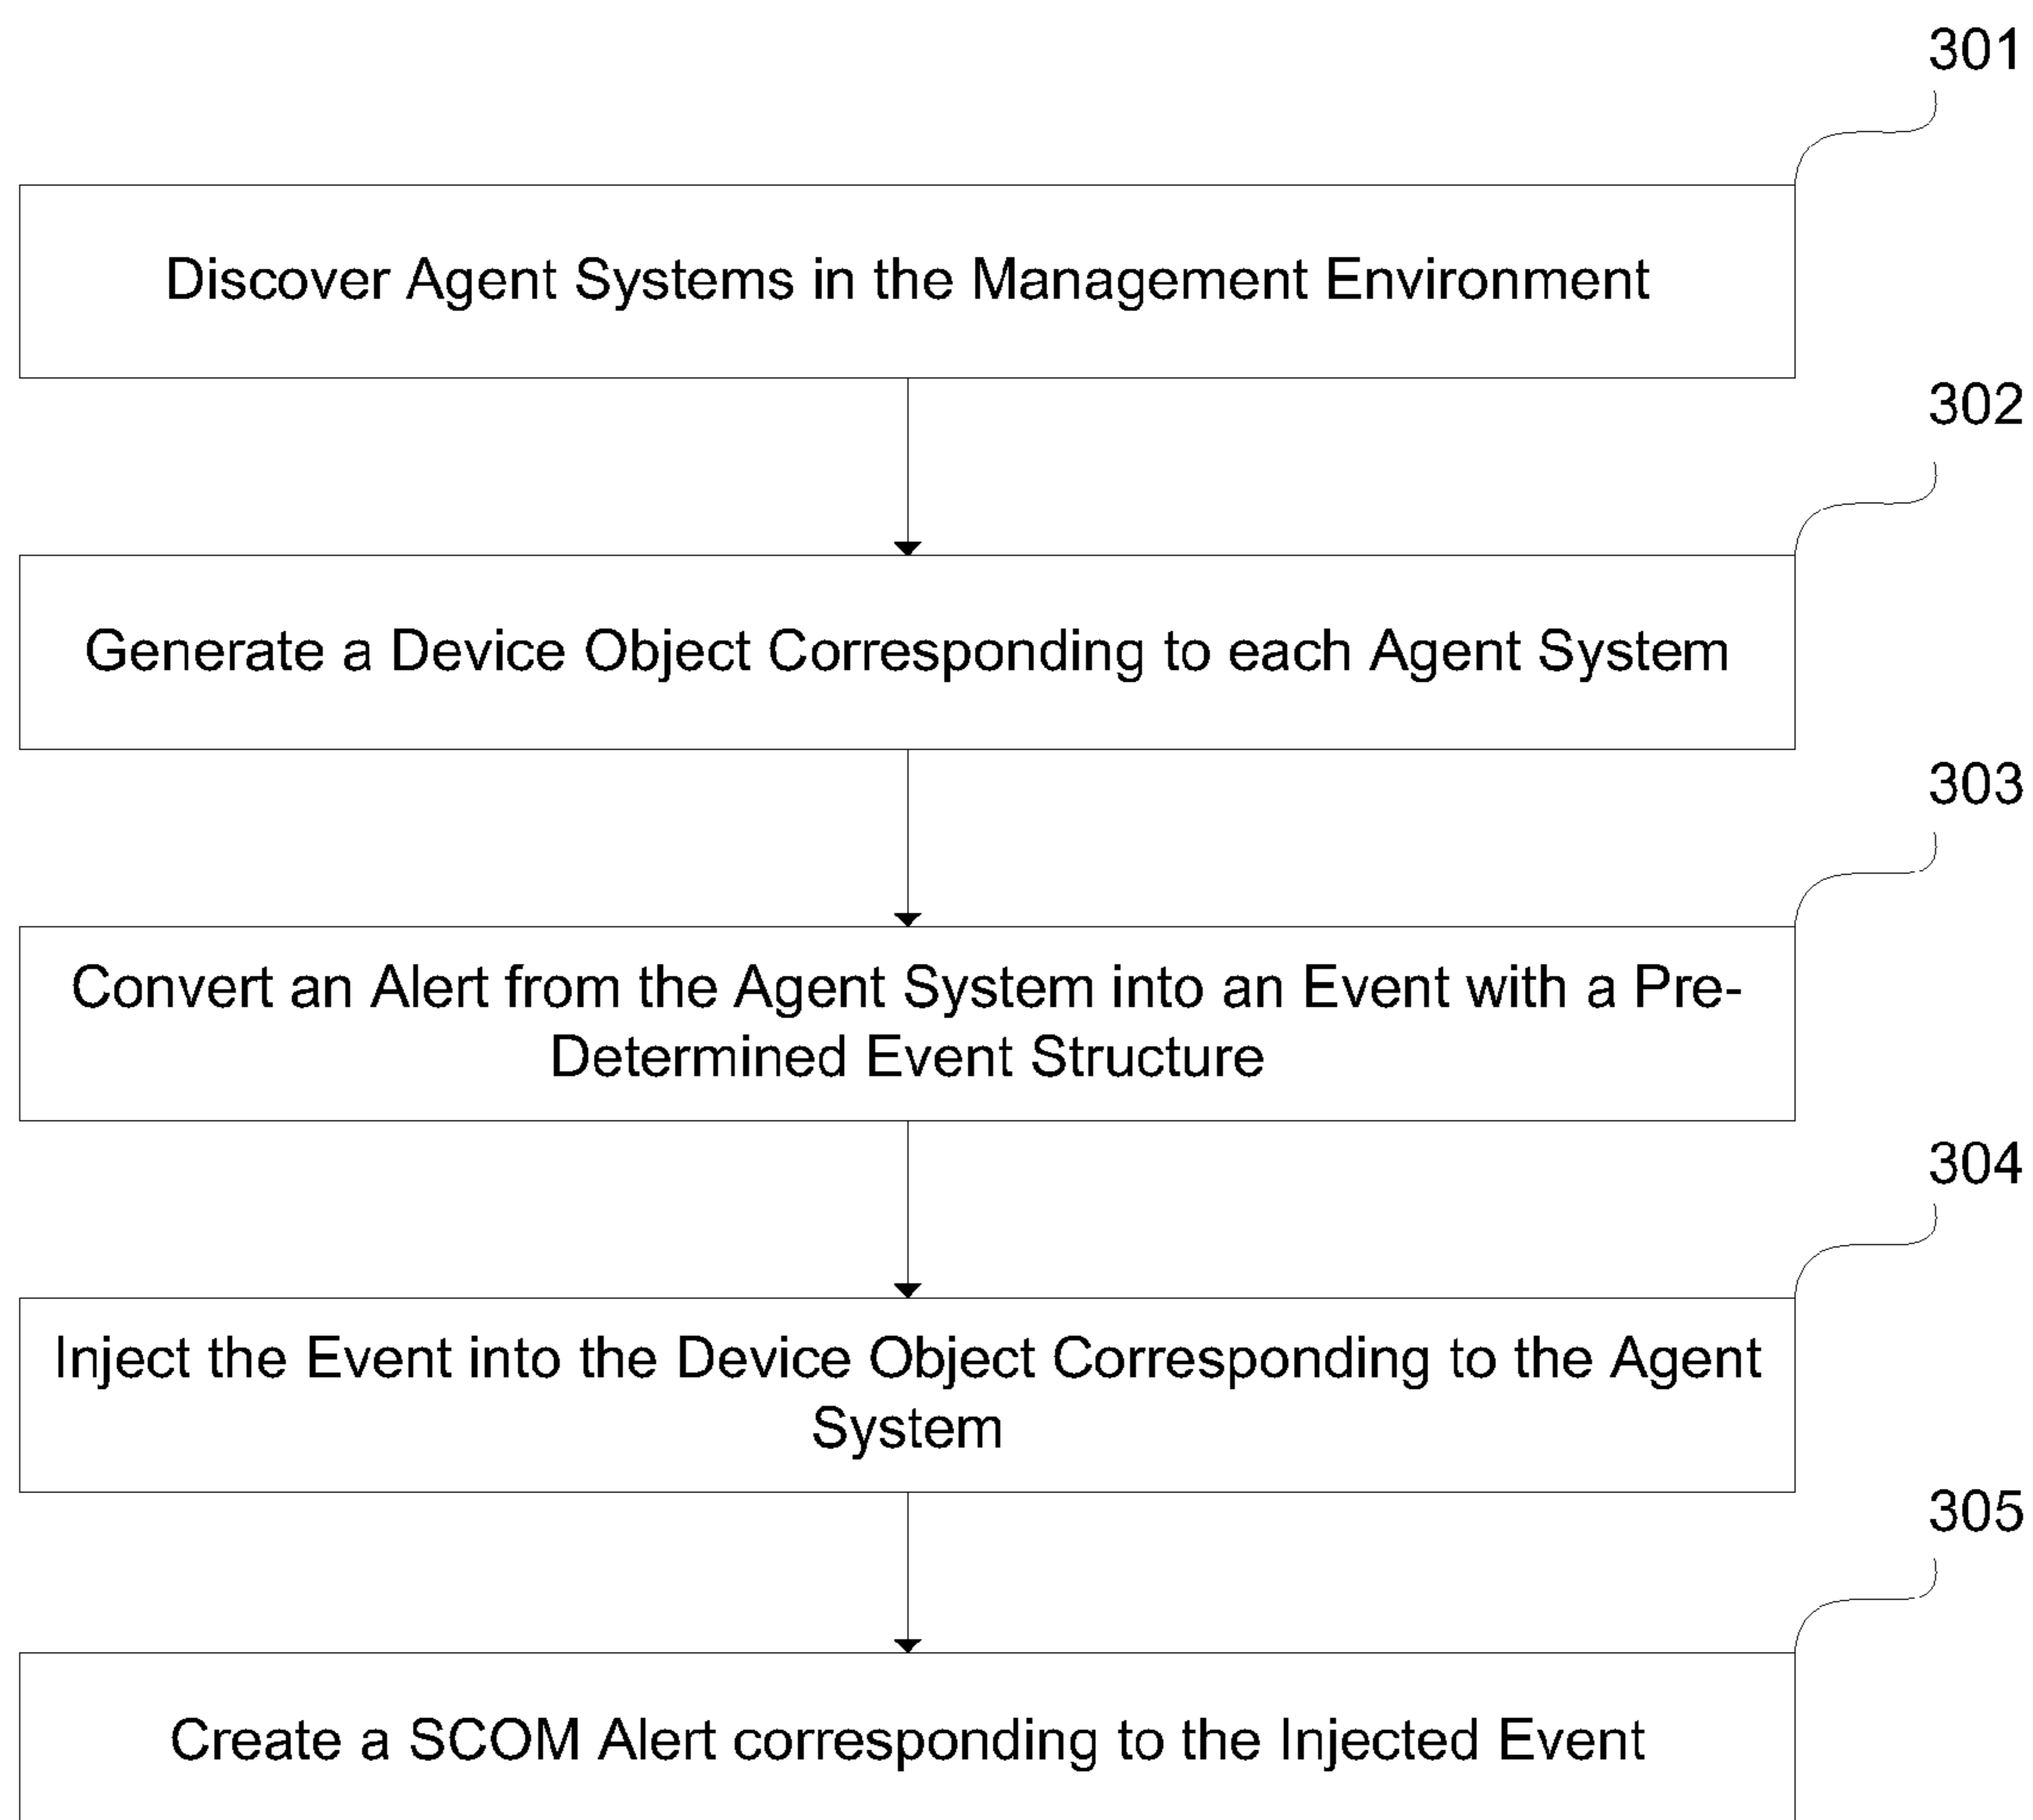 301
Discover Agent Systems in the Management Environment
302
Generate a Device Object Corresponding to each Agent System
303
Convert an Alert from the Agent System into an Event with a Pre-
Determined Event Structure
304
Inject the Event into the Device Object Corresponding to the Agent
System
305
Create a SCOM Alert corresponding to the Injected Event